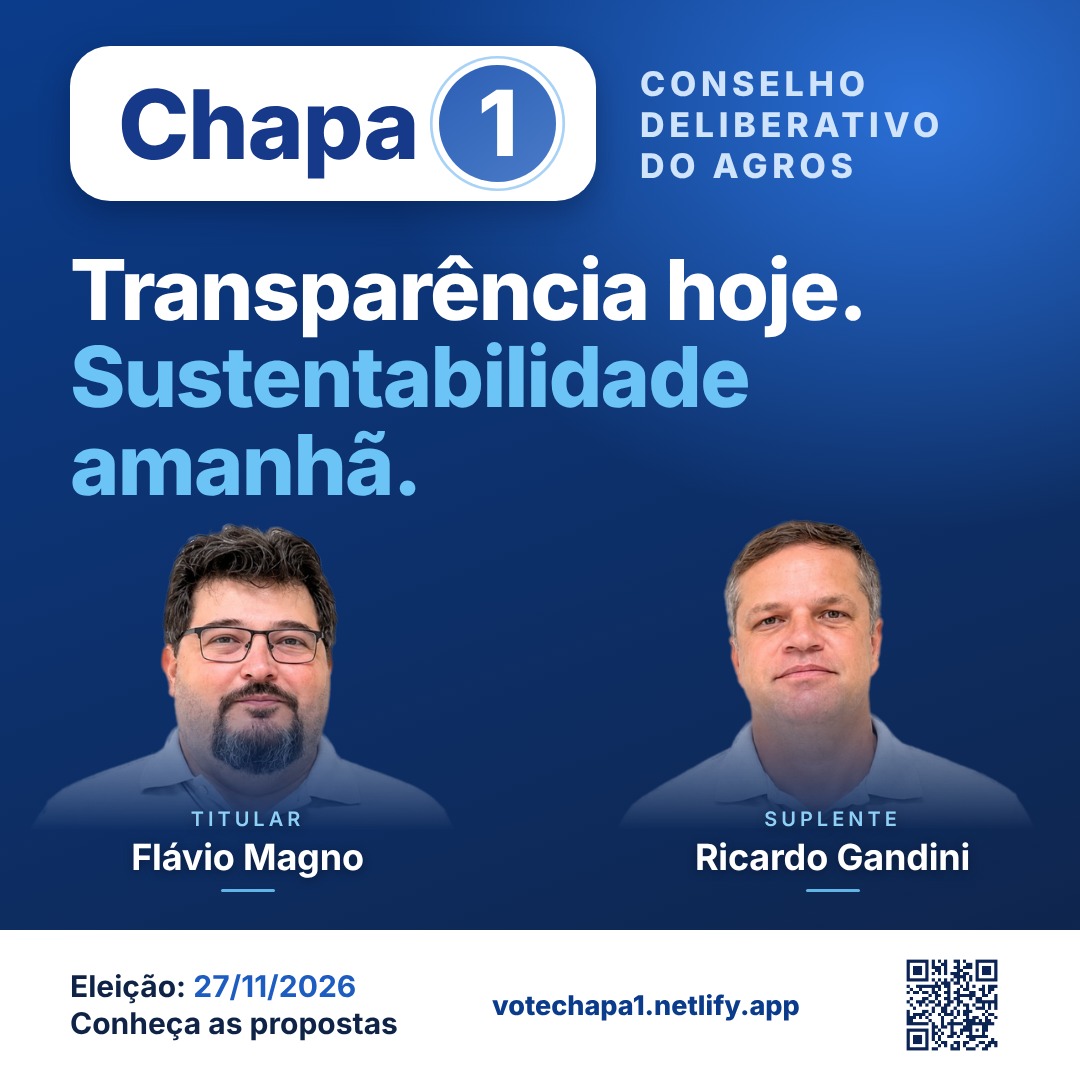 Chapa 1
CONSELHO
DELIBERATIVO
DO AGROS
Transparência hoje.
Sustentabilidade
amanhã.
TITULAR
Flávio Magno
SUPLENTE
Ricardo Gandini
Eleição: 27/11/2026
Conheça as propostas
votechapa1.netlify.app